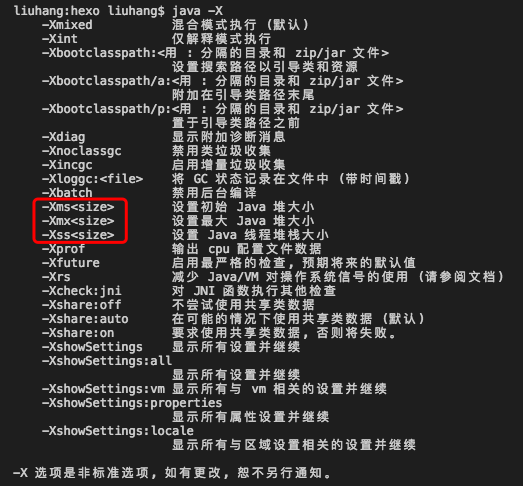 liuhang:hexo liuhang$ java -X
-Xmixed 混合模式执行 (默认)
-Xint 仅解释模式执行
-Xbootclasspath:<用 : 分隔的目录和 zip/jar 文件>
设置搜索路径以引导类和资源
-Xbootclasspath/a:<用 : 分隔的目录和 zip/jar 文件>
附加在引导类路径末尾
-Xbootclasspath/p:<用 : 分隔的目录和 zip/jar 文件>
置于引导类路径之前
-Xdiag 显示附加诊断消息
-Xnoclassgc 禁用类垃圾收集
-Xincgc 启用增量垃圾收集
-Xloggc:<file> 将 GC 状态记录在文件中 (带时间戳)
-Xbatch 禁用后台编译
-Xms<size> 设置初始 Java 堆大小
-Xmx<size> 设置最大 Java 堆大小
-Xss<size> 设置 Java 线程堆栈大小
-Xprof 输出 cpu 配置文件数据
-Xfuture 启用最严格的检查, 预期将来的默认值
-Xrs 减少 Java/VM 对操作系统信号的使用 (请参阅文档)
-Xcheck:jni 对 JNI 函数执行其他检查
-Xshare:off 不尝试使用共享类数据
-Xshare:auto 在可能的情况下使用共享类数据 (默认)
-Xshare:on 要求使用共享类数据, 否则将失败。
-XshowSettings 显示所有设置并继续
-XshowSettings:all
显示所有设置并继续
-XshowSettings:vm 显示所有与 vm 相关的设置并继续
-XshowSettings:properties
显示所有属性设置并继续
-XshowSettings:locale
显示所有与区域设置相关的设置并继续
-X 选项是非标准选项, 如有更改, 恕不另行通知。